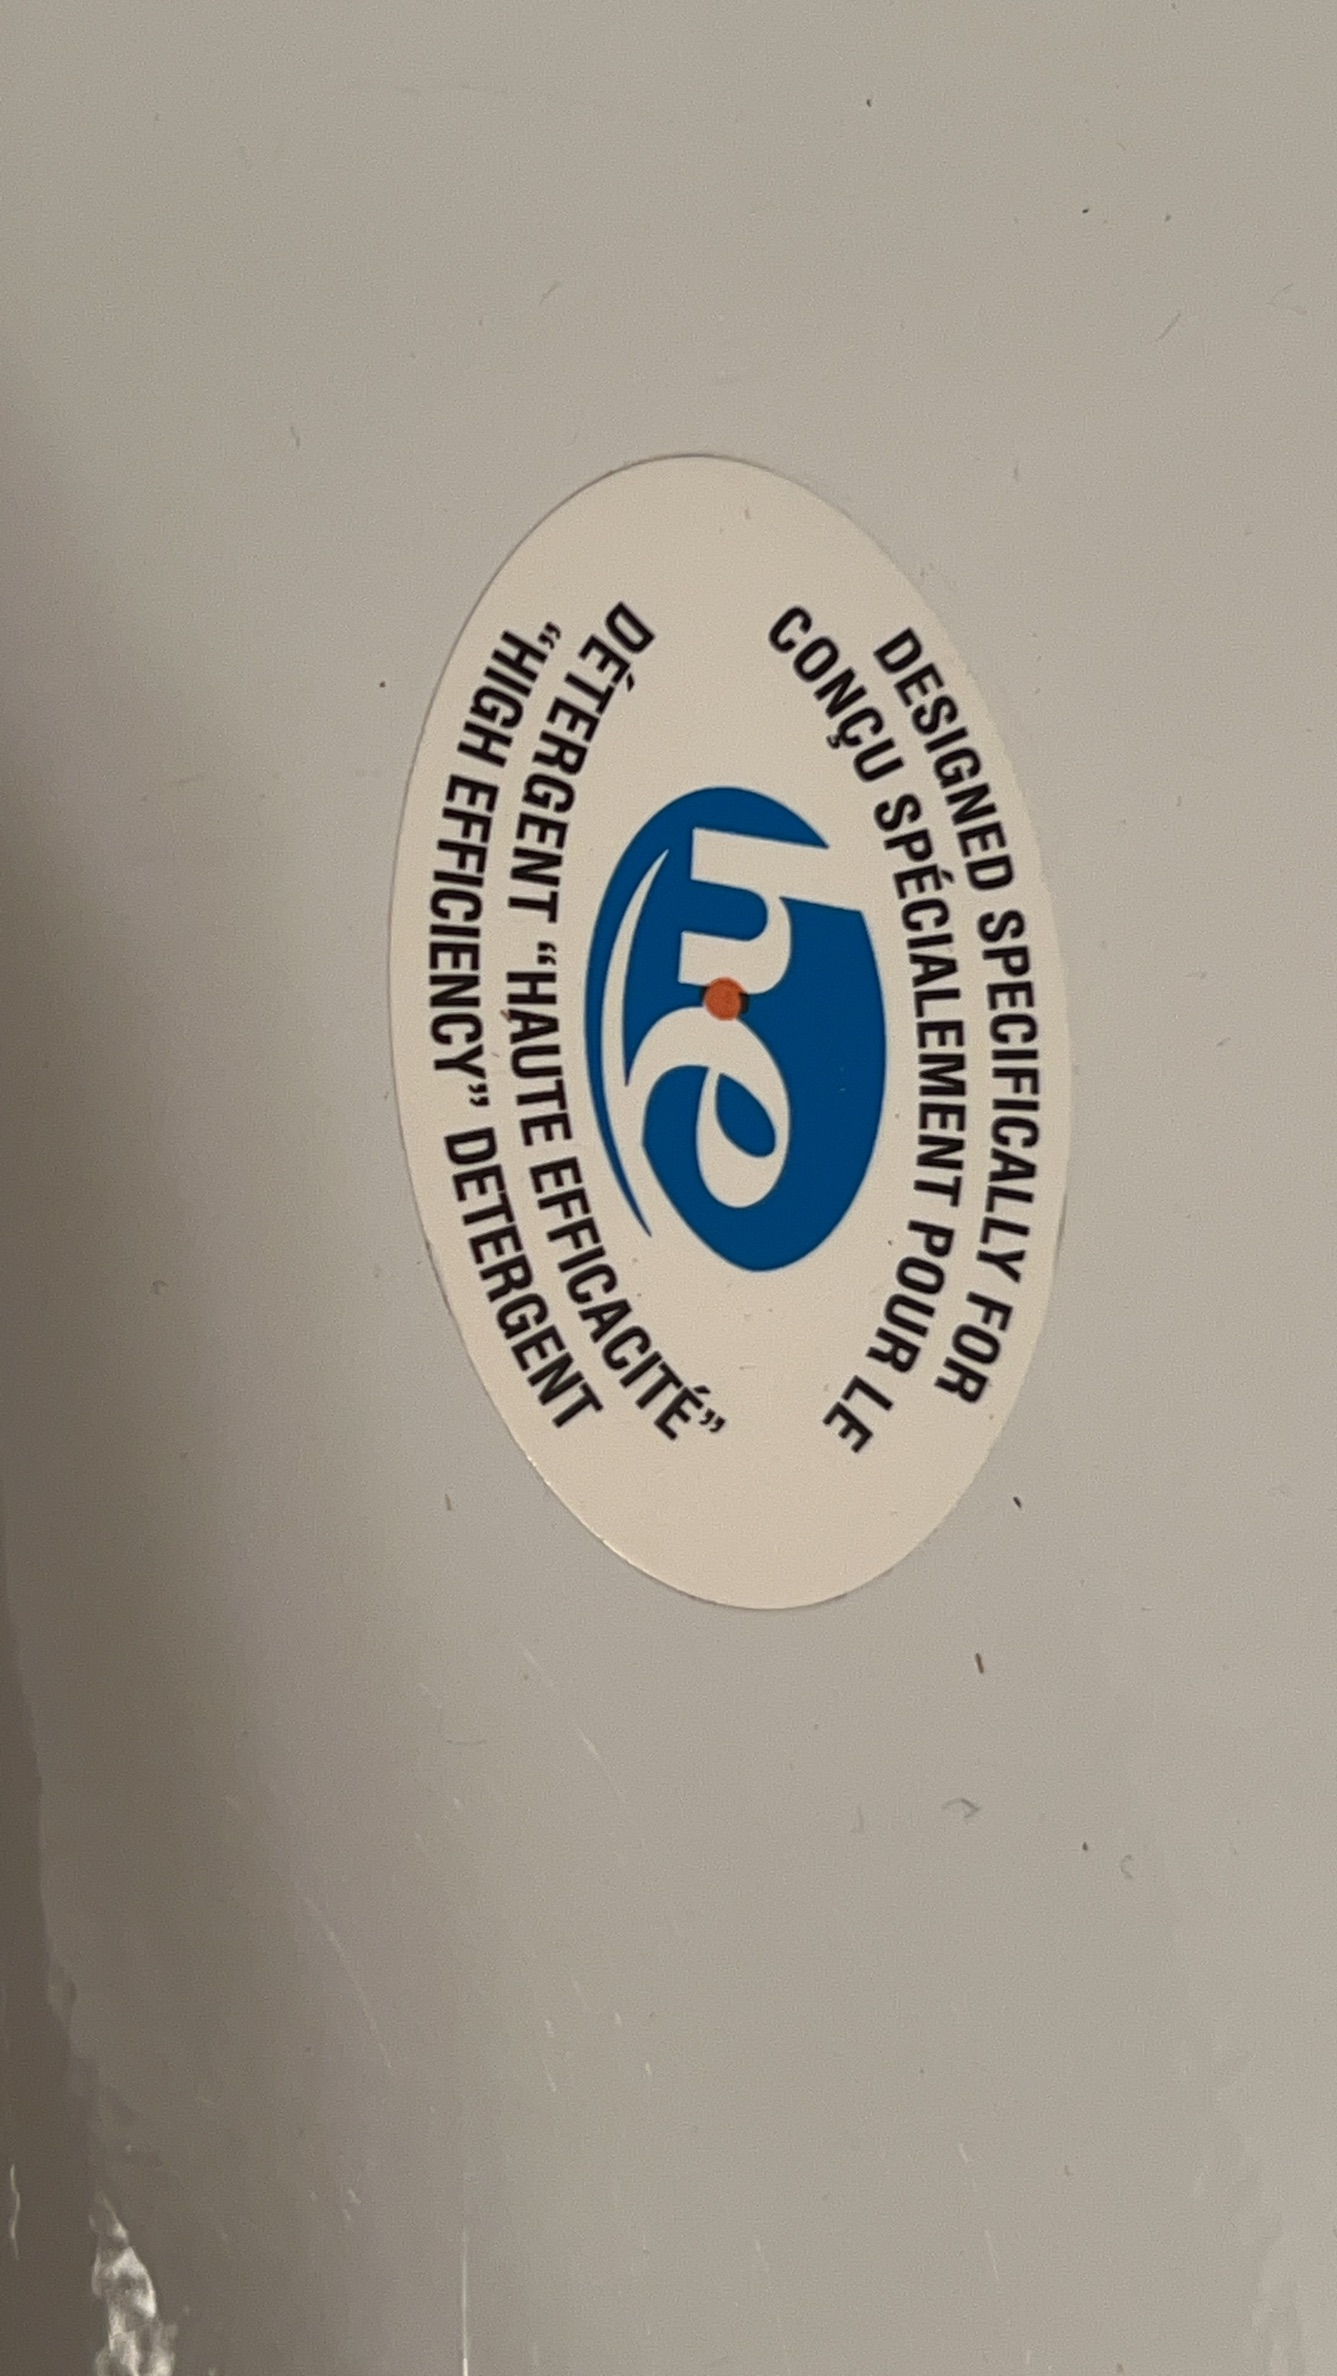 DESIGNED SPECIFICALLY FOR
CONÇU SPÉCIALEMENT POUR LE
he
DÉTERGENT “HAUTE EFFICACITÉ”
“HIGH EFFICIENCY” DETERGENT